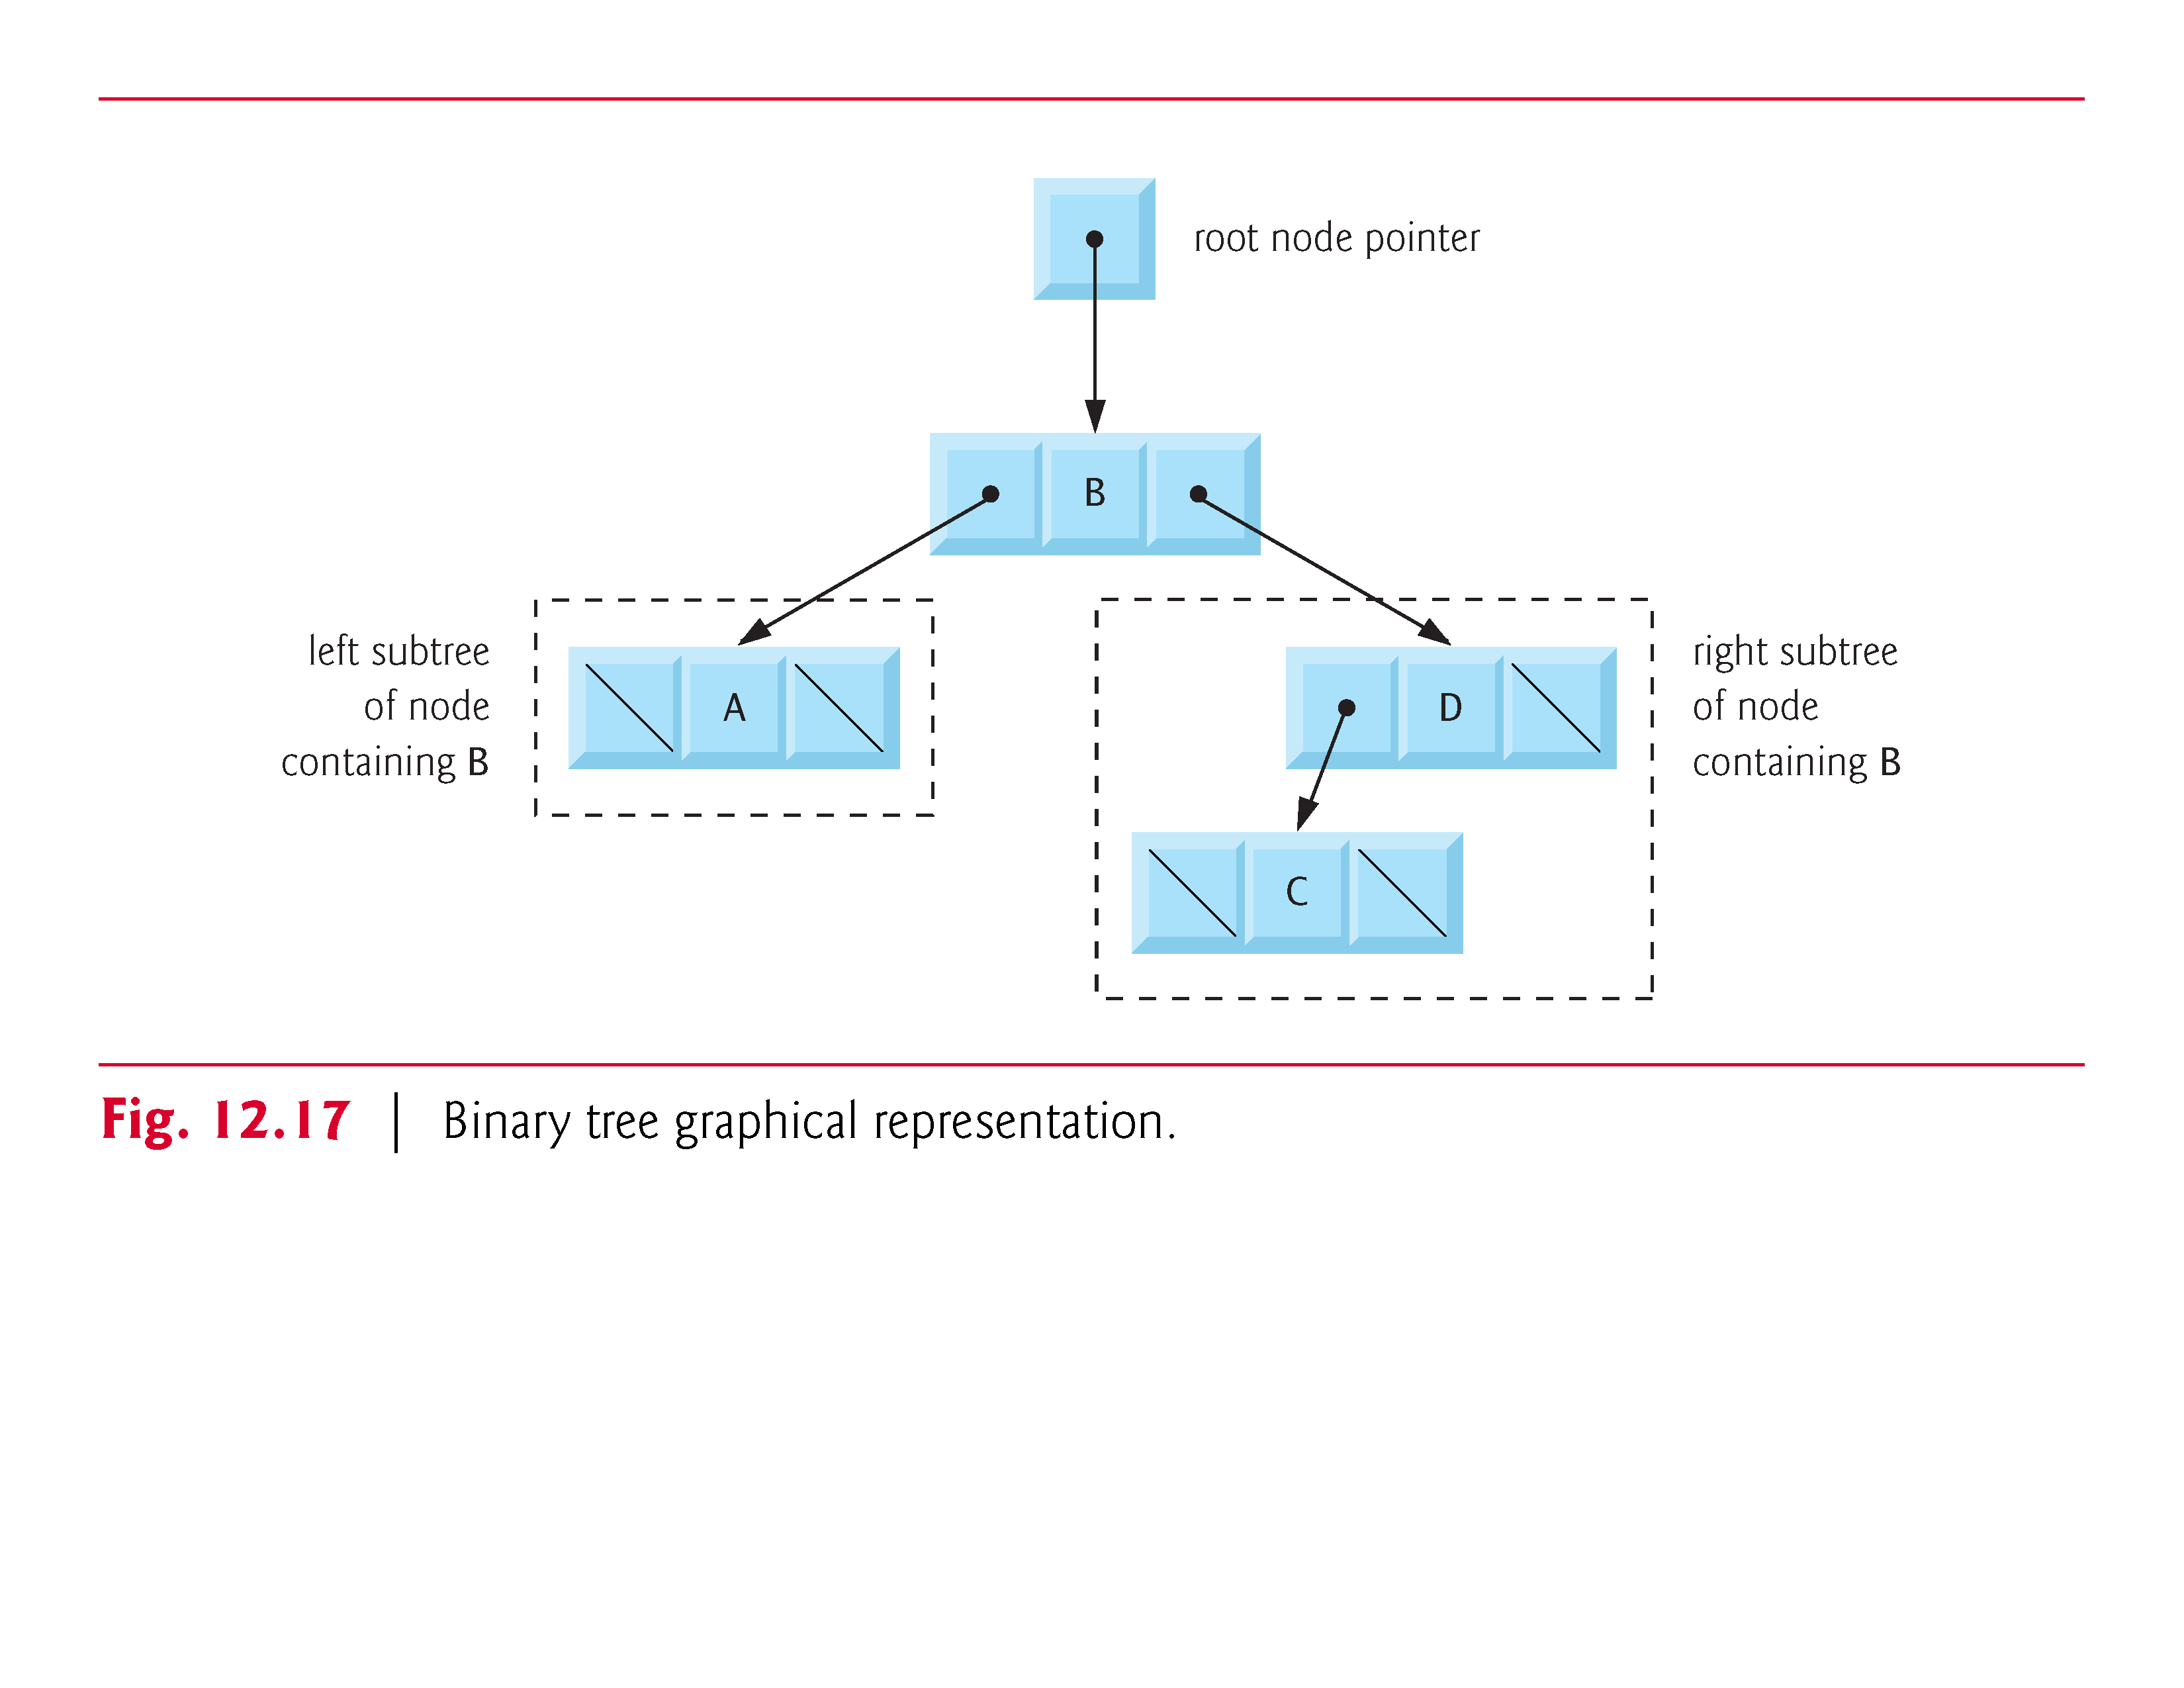 root node pointer
B
left subtree
of node
containing B
A
D
right subtree
of node
containing B
C
Fig. 12.17 | Binary tree graphical representation.